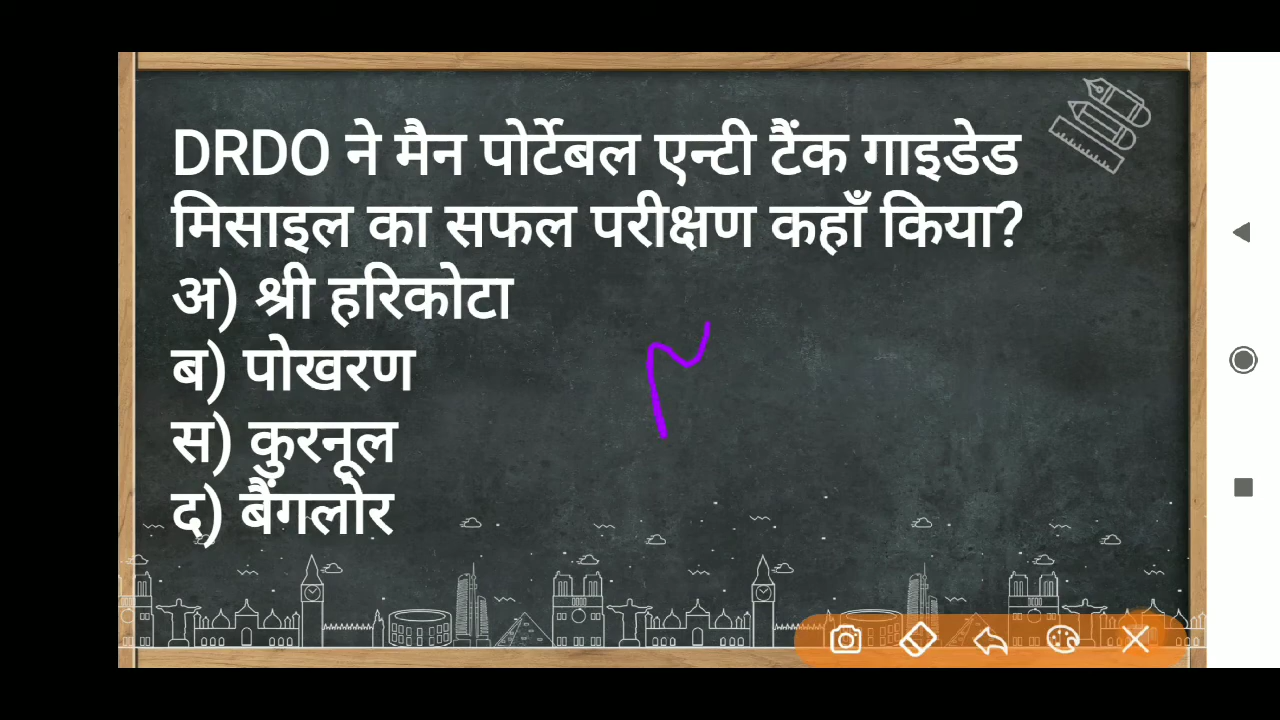 DRDO ने मैन पोर्टेबल एन्टी टैंक गाइडेड
मिसाइल का सफल परीक्षण कहाँ किया?
अ) श्री हरिकोटा
ब) पोखरण
स) कुरनूल
द) बैंगलोर